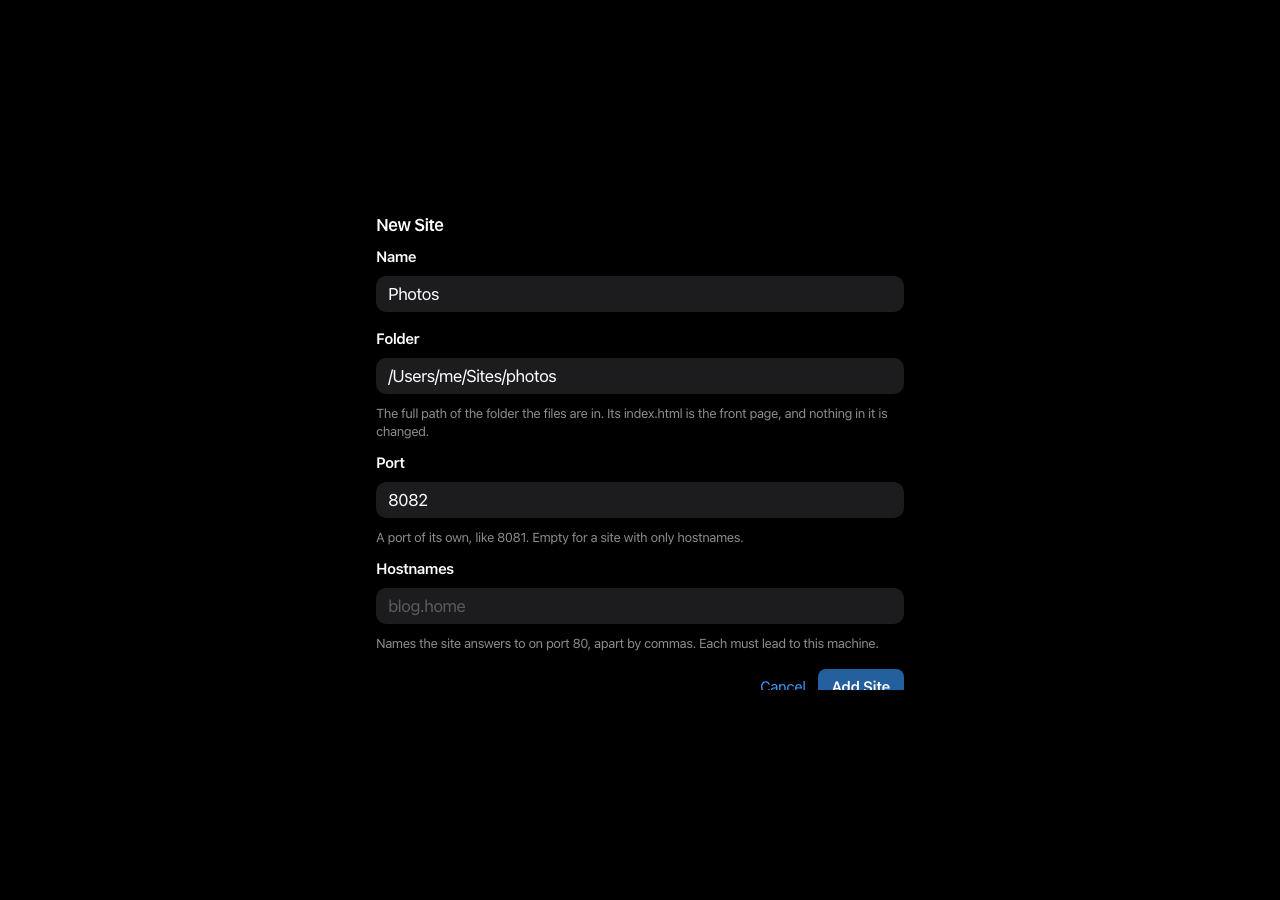 New Site
Name
Photos
Folder
/Users/me/Sites/photos
The full path of the folder the files are in. Its index.html is the front page, and nothing in it is
changed.
Port
8082
A port of its own, like 8081. Empty for a site with only hostnames.
Hostnames
blog.home
Names the site answers to on port 80, apart by commas. Each must lead to this machine.
Cancel Add Site